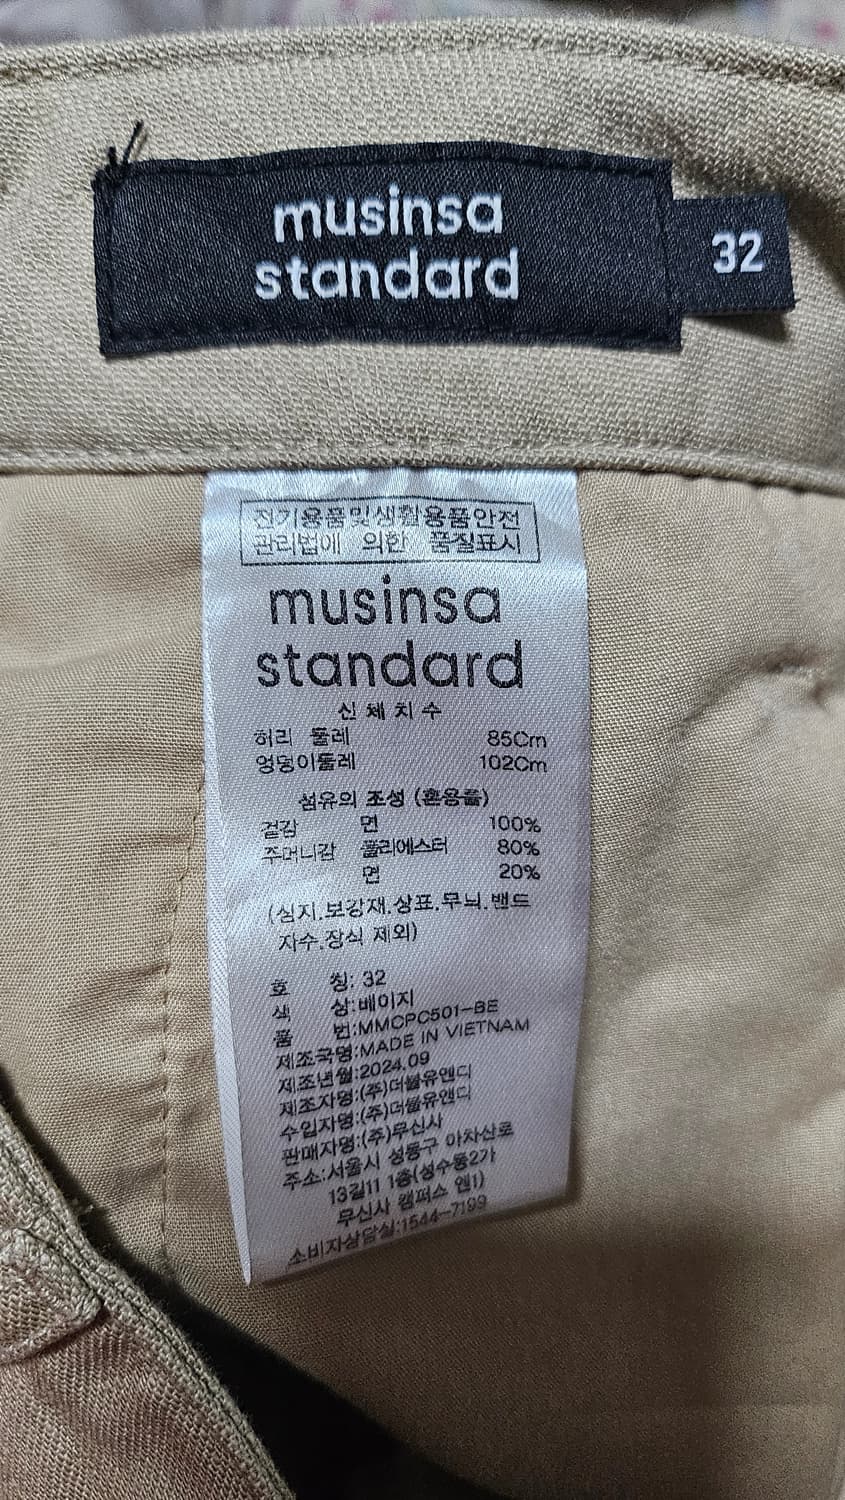 musinsa
standard
32
전기용품및생활용품안전
관리법에 의한 품질표시
musinsa
standard
신체치수
허리 둘레 85Cm
엉덩이둘레 102Cm
섬유의 조성 (혼용율)
겉감 면 100%
주머니감 폴리에스터 80%
면 20%
(심지.보강재.상표.무늬.밴드
자수.장식 제외)
호 칭: 32
색 상:베이지
품 번:MMCPC501-BE
제조국명:MADE IN VIETNAM
제조년월:2024.09
제조자명:(주)더블유앤디
수입자명:(주)더블유앤디
판매자명:(주)무신사
주소:서울시 성동구 아차산로
13길11 1층(성수동2가
무신사 캠퍼스 엔1)
소비자상담실:1544-7199